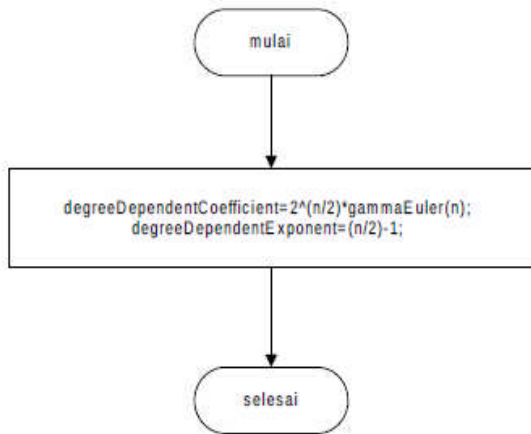 mulai
degreeDependentCoefficient=2^(n/2)*gammaEuler(n);
degreeDependentExponent=(n/2)-1;
selesai